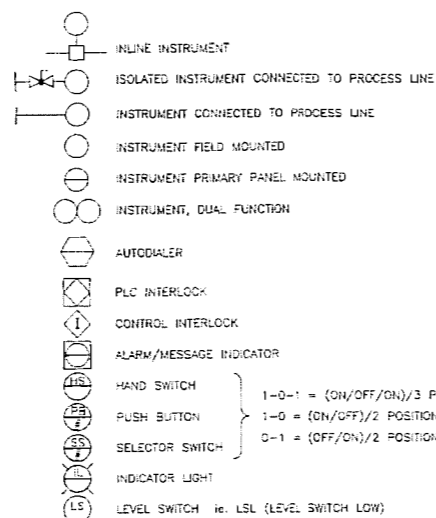 INLINE INSTRUMENT
ISOLATED INSTRUMENT CONNECTED TO PROCESS LINE
INSTRUMENT CONNECTED TO PROCESS LINE
INSTRUMENT FIELD MOUNTED
INSTRUMENT PRIMARY PANEL MOUNTED
INSTRUMENT, DUAL FUNCTION
AUTODIALER
PLC INTERLOCK
I CONTROL INTERLOCK
ALARM/MESSAGE INDICATOR
HS HAND SWITCH
1-0-1 = (ON/OFF/ON)/3 P
PB # PUSH BUTTON
1-0 = (ON/OFF)/2 POSITION
SS # SELECTOR SWITCH
0-1 = (OFF/ON)/2 POSITION
IL INDICATOR LIGHT
LS LEVEL SWITCH ie. LSL (LEVEL SWITCH LOW)